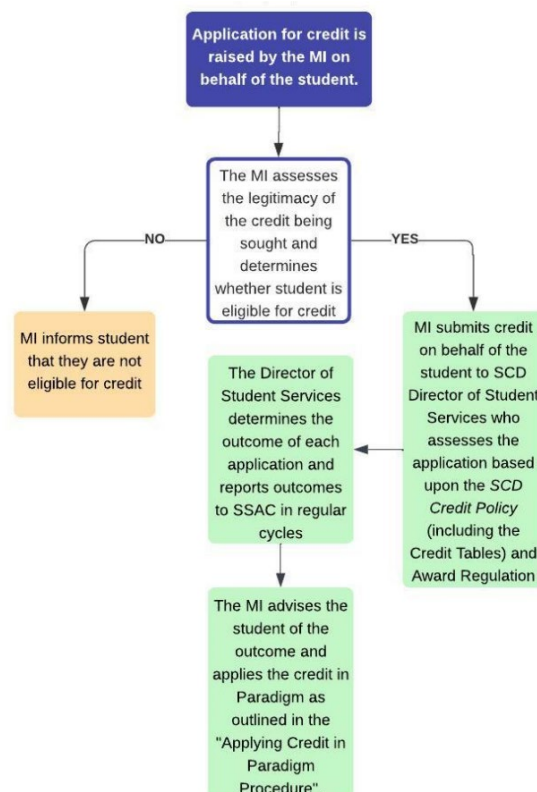 Application for credit is
raised by the MI on
behalf of the student.
The MI assesses
the legitimacy of
the credit being
sought and
determines
whether student is
eligible for credit
NO
YES
MI informs student
that they are not
eligible for credit
MI submits credit
on behalf of the
student to SCD
Director of Student
Services who
assesses the
application based
upon the SCD
Credit Policy
(including the
Credit Tables) and
Award Regulation
The Director of
Student Services
determines the
outcome of each
application and
reports outcomes
to SSAC in regular
cycles
The MI advises the
student of the
outcome and
applies the credit in
Paradigm as
outlined in the
"Applying Credit in
Paradigm
Procedure"